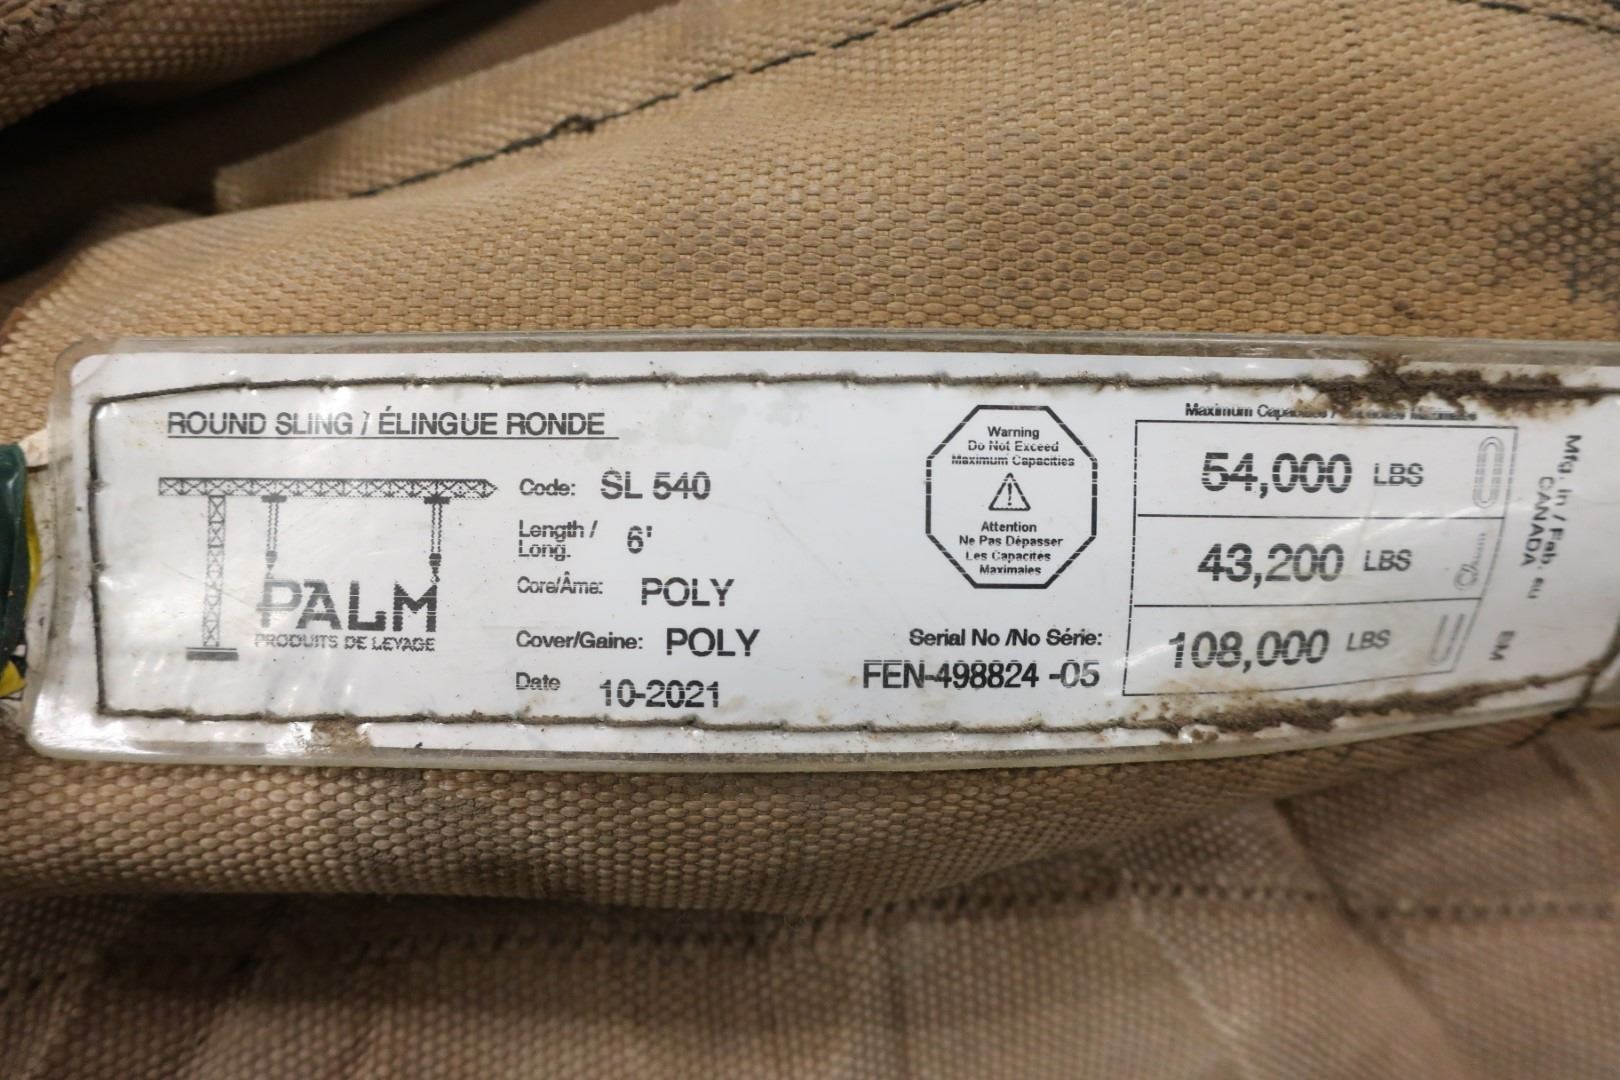 ROUND SLING / ÉLINGUE RONDE
PALM
PRODUITS DE LEVAGE
Code: SL 540
Length /
Long. 6'
Core/Âme: POLY
Cover/Gaine: POLY
Date 10-2021
Warning
Do Not Exceed
Maximum Capacities
Attention
Ne Pas Dépasser
Les Capacités
Maximales
Serial No /No Série:
FEN-498824 -05
Maximum Capacities / Maximales
54,000 LBS
43,200 LBS
108,000 LBS
Mfg. in / Fab. au
CANADA